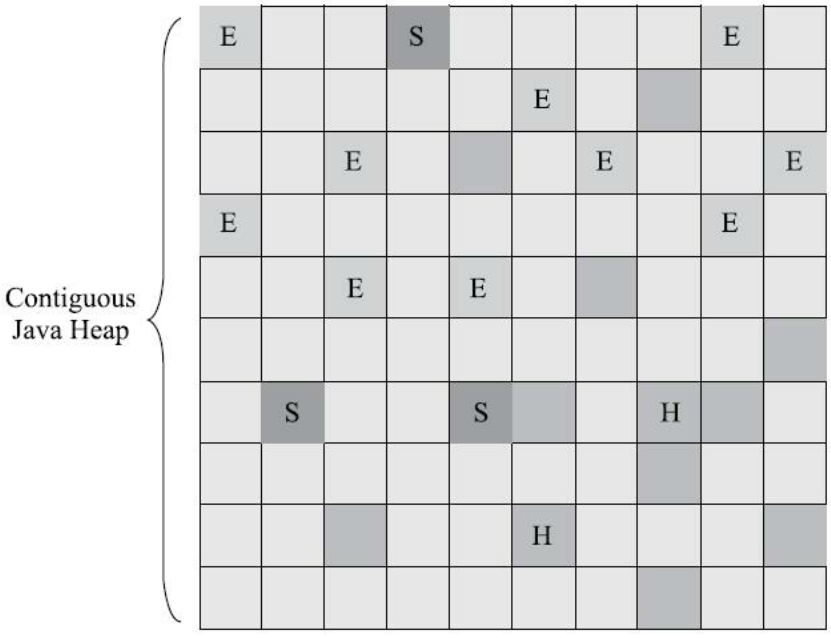 E S E
E
E E E
E E
E E
Contiguous
Java Heap
S S H
H